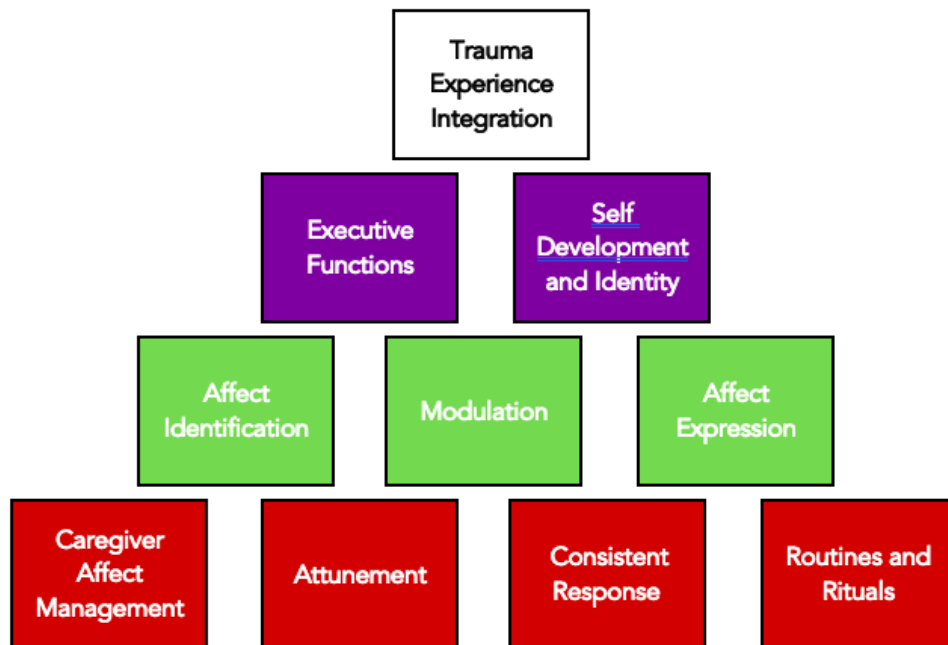 Trauma
Experience
Integration
Executive
Functions
Self
Development
and Identity
Affect
Identification
Modulation
Affect
Expression
Caregiver
Affect
Management
Attunement
Consistent
Response
Routines and
Rituals